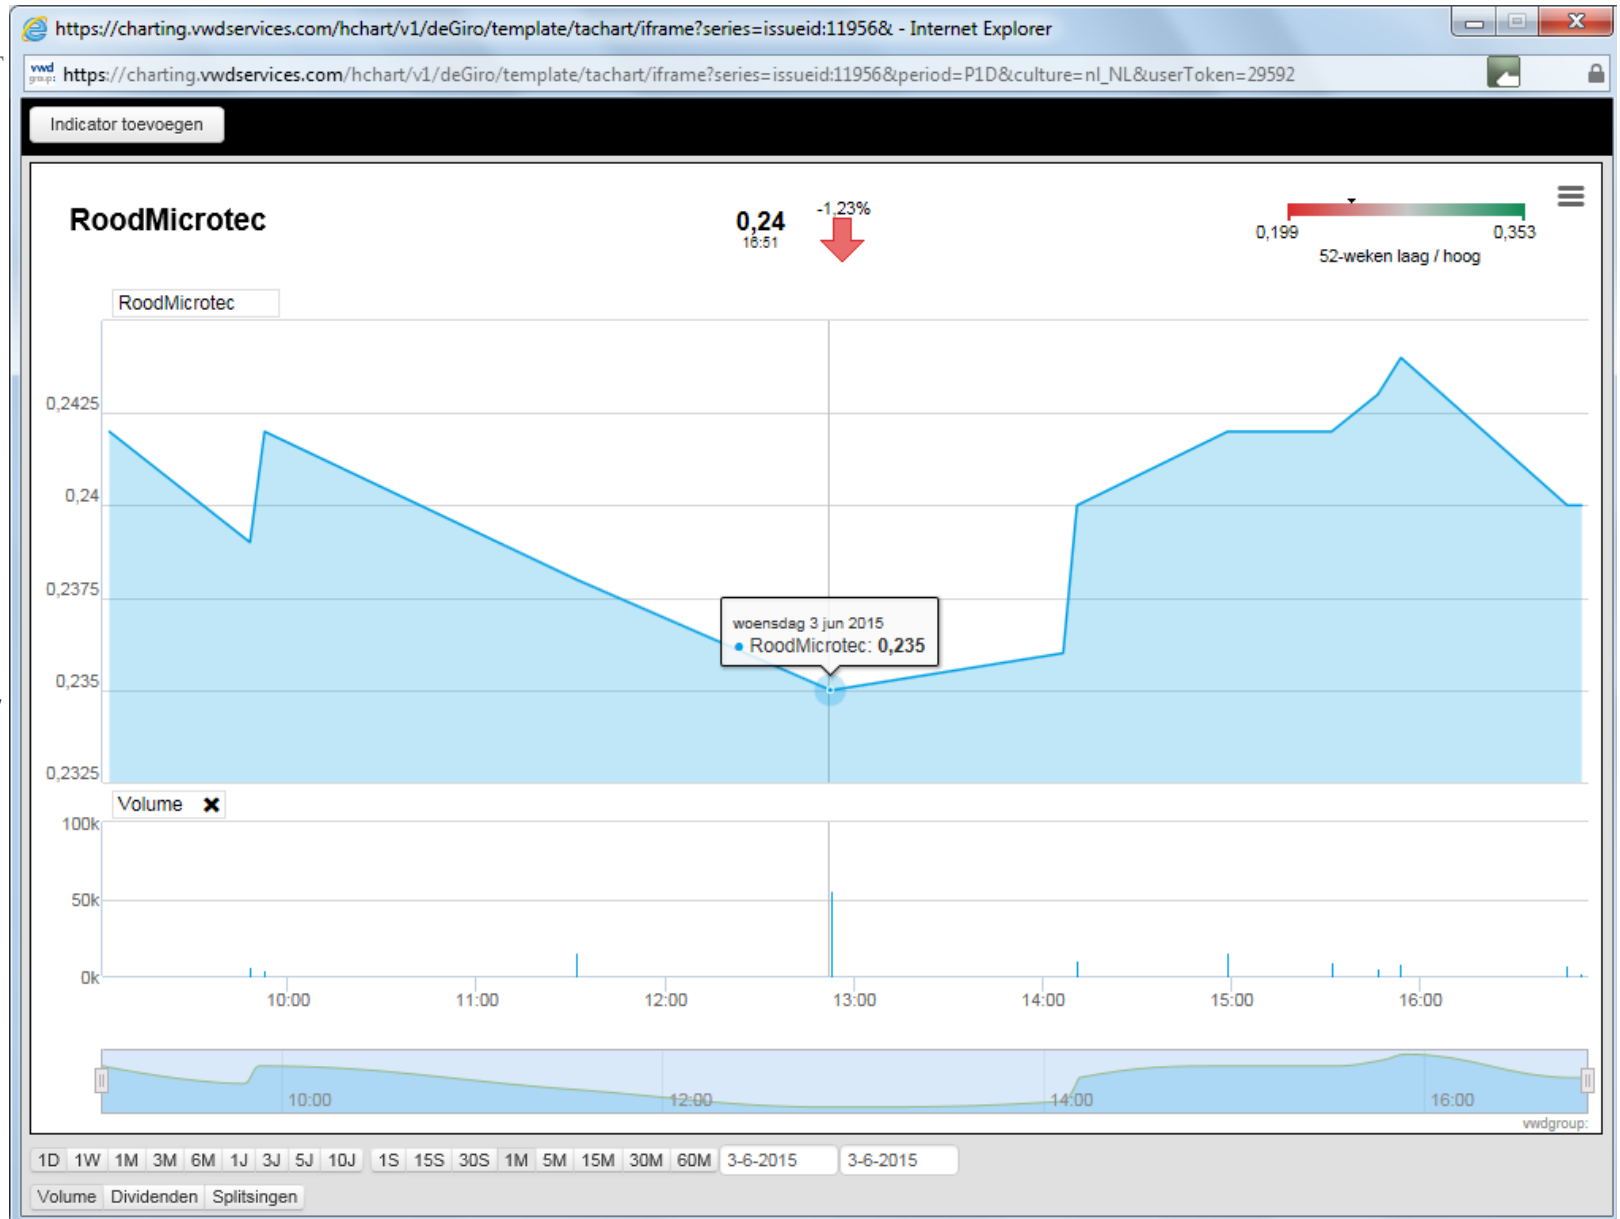 https://charting.vwdservices.com/hchart/v1/deGiro/template/tachart/iframe?series=issueid:11956& - Internet Explorer
vwd group: https://charting.vwdservices.com/hchart/v1/deGiro/template/tachart/iframe?series=issueid:11956&period=P1D&culture=nl_NL&userToken=29592
Indicator toevoegen
RoodMicrotec
0,24
16:51
-1,23%
0,199
0,353
52-weken laag / hoog
RoodMicrotec
0,2425
0,24
0,2375
0,235
0,2325
woensdag 3 jun 2015
RoodMicrotec: 0,235
Volume
100k
50k
0k
10:00 11:00 12:00 13:00 14:00 15:00 16:00
10:00 12:00 14:00 16:00
vwdgroup:
1D 1W 1M 3M 6M 1J 3J 5J 10J 1S 15S 30S 1M 5M 15M 30M 60M 3-6-2015 3-6-2015
Volume Dividenden Splitsingen